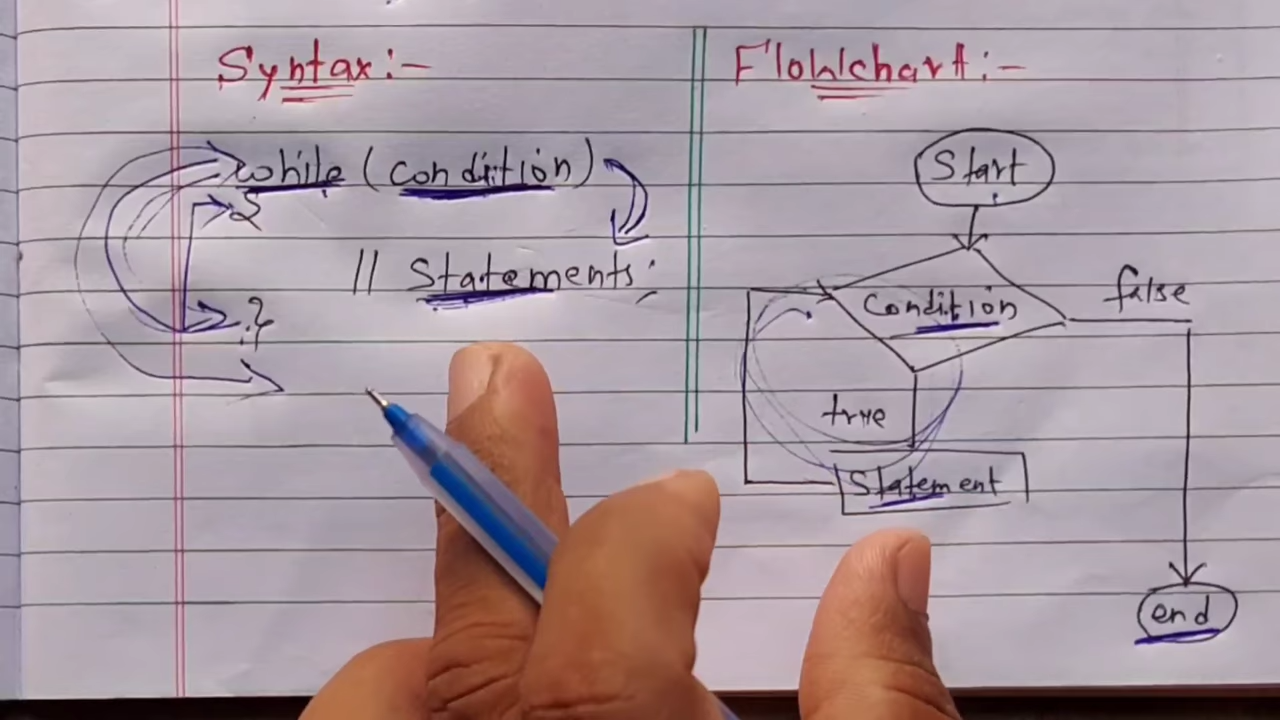 Syntax:-
while (condition)
{
// Statements;
}
Flowchart:-
Start
Condition
false
true
Statement
end